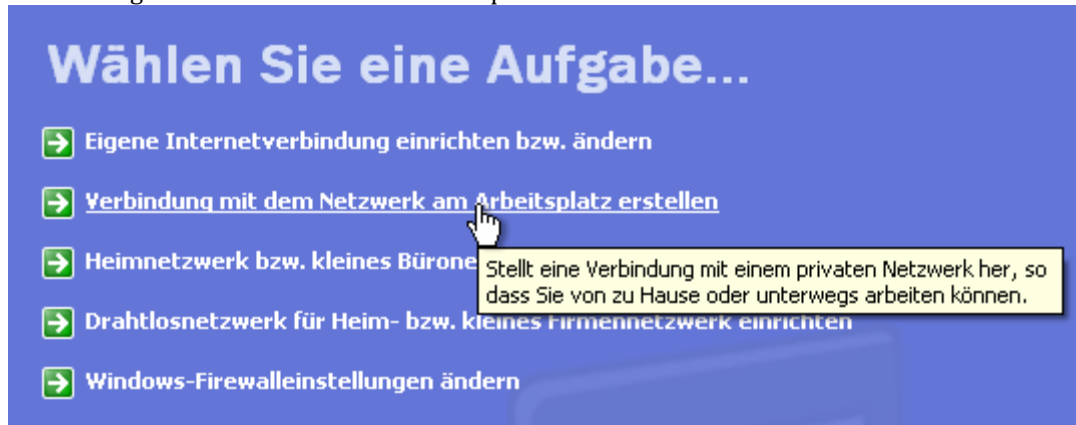 Wählen Sie eine Aufgabe...
Eigene Internetverbindung einrichten bzw. ändern
Verbindung mit dem Netzwerk am Arbeitsplatz erstellen
Heimnetzwerk bzw. kleines
Stellt eine Verbindung mit einem privaten Netzwerk her, so
dass Sie von zu Hause oder unterwegs arbeiten können.
Drahtlosnetzwerk für Heim- bzw. kleines Firmennetzwerk einrichten
Windows-Firewalleinstellungen ändern